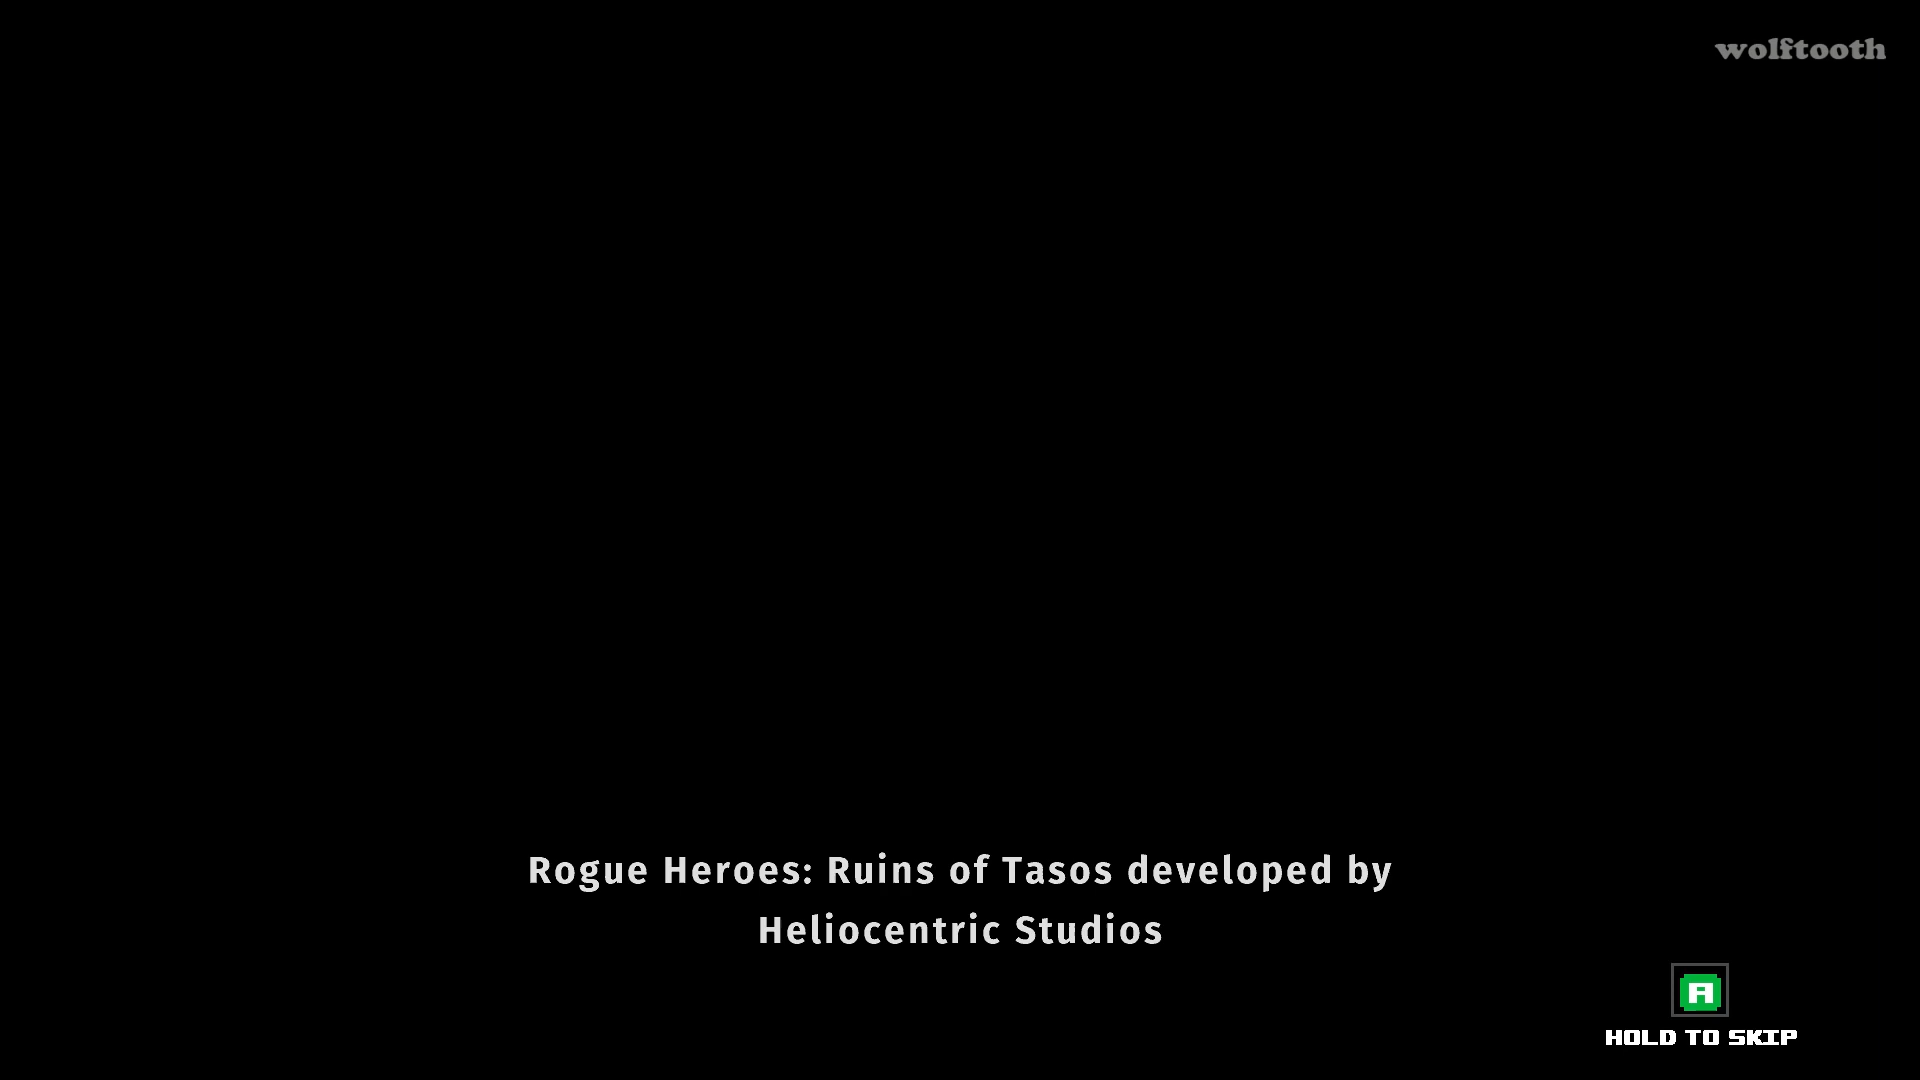 wolftooth
Rogue Heroes: Ruins of Tasos developed by
Heliocentric Studios
A
HOLD TO SKIP